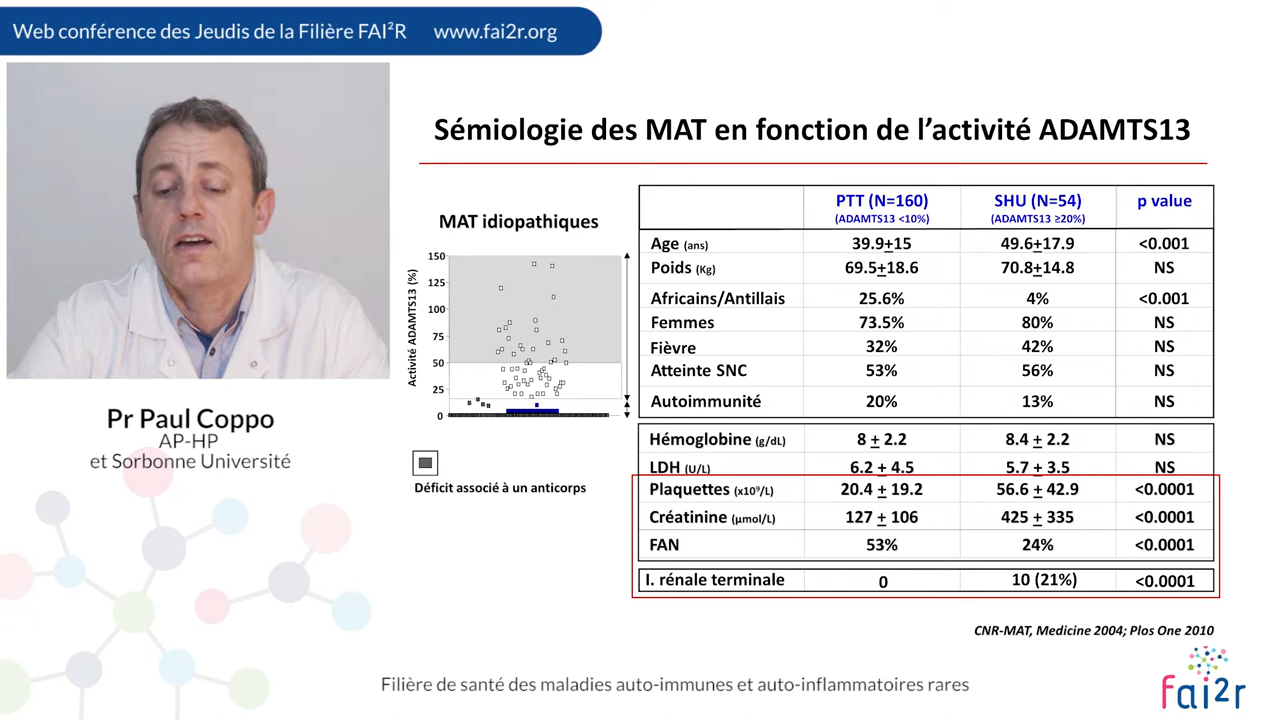 Web conférence des Jeudis de la Filière FAI²R www.fai2r.org
Pr Paul Coppo
AP-HP
et Sorbonne Université
Sémiologie des MAT en fonction de l’activité ADAMTS13
MAT idiopathiques
Activité ADAMTS13 (%)
150
125
100
75
50
25
0
Déficit associé à un anticorps
PTT (N=160) SHU (N=54) p value
(ADAMTS13 <10%) (ADAMTS13 ≥20%)
Age (ans) 39.9±15 49.6±17.9 <0.001
Poids (Kg) 69.5±18.6 70.8±14.8 NS
Africains/Antillais 25.6% 4% <0.001
Femmes 73.5% 80% NS
Fièvre 32% 42% NS
Atteinte SNC 53% 56% NS
Autoimmunité 20% 13% NS
Hémoglobine (g/dL) 8 ± 2.2 8.4 ± 2.2 NS
LDH (U/L) 6.2 ± 4.5 5.7 ± 3.5 NS
Plaquettes (x10⁹/L) 20.4 ± 19.2 56.6 ± 42.9 <0.0001
Créatinine (µmol/L) 127 ± 106 425 ± 335 <0.0001
FAN 53% 24% <0.0001
I. rénale terminale 0 10 (21%) <0.0001
CNR-MAT, Medicine 2004; Plos One 2010
Filière de santé des maladies auto-immunes et auto-inflammatoires rares
fai2r